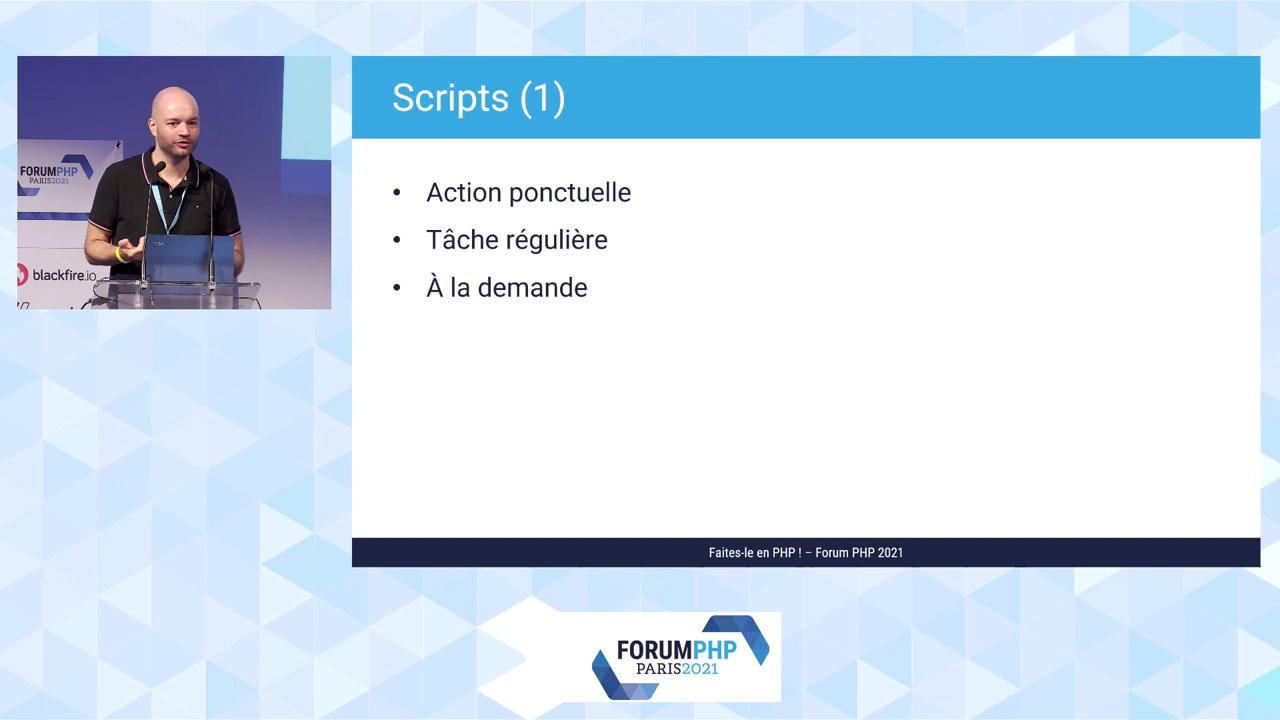 FORUMPHP
PARIS2021
blackfire.io
Scripts (1)
• Action ponctuelle
• Tâche régulière
• À la demande
Faites-le en PHP ! – Forum PHP 2021
FORUMPHP
PARIS2021